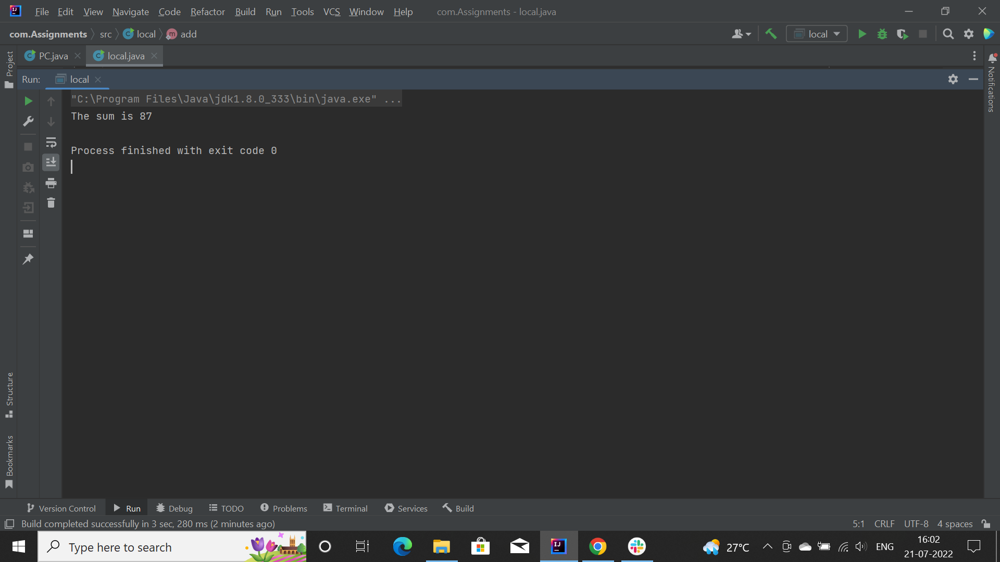 File Edit View Navigate Code Refactor Build Run Tools VCS Window Help com.Assignments - local.java
com.Assignments src local add
local
PC.java local.java
Run: local
"C:\Program Files\Java\jdk1.8.0_333\bin\java.exe" ...
The sum is 87
Process finished with exit code 0
Project
Structure
Bookmarks
Notifications
Version Control Run Debug TODO Problems Terminal Services Build
Build completed successfully in 3 sec, 280 ms (2 minutes ago) 5:1 CRLF UTF-8 4 spaces
Type here to search 27°C ENG 16:02
21-07-2022